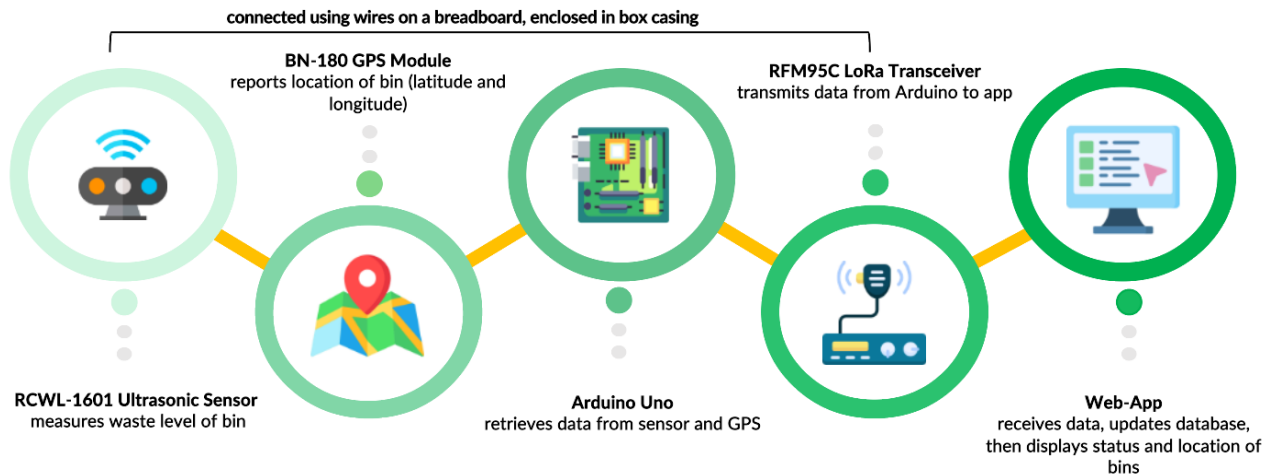 connected using wires on a breadboard, enclosed in box casing
BN-180 GPS Module
reports location of bin (latitude and
longitude)
RFM95C LoRa Transceiver
transmits data from Arduino to app
RCWL-1601 Ultrasonic Sensor
measures waste level of bin
Arduino Uno
retrieves data from sensor and GPS
Web-App
receives data, updates database,
then displays status and location of
bins